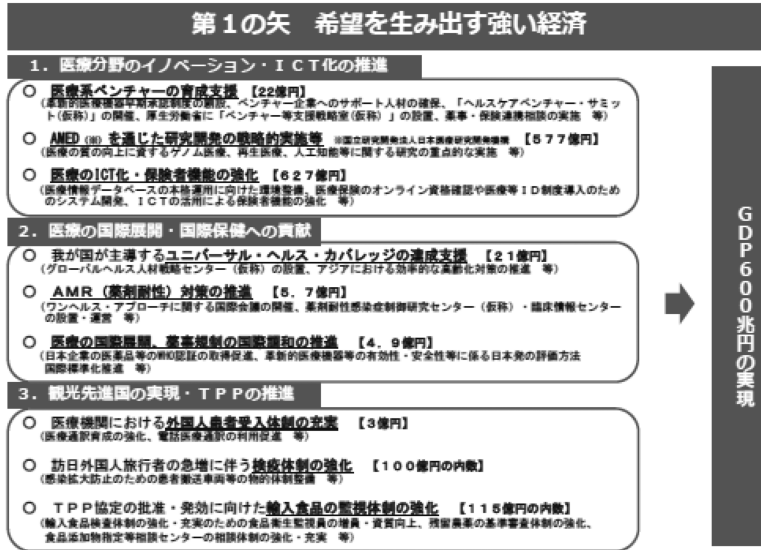 第1の矢　希望を生み出す強い経済
1．医療分野のイノベーション・ＩＣＴ化の推進
○ 医療系ベンチャーの育成支援 【22億円】
（革新的医療機器早期承認制度の創設、ベンチャー企業へのサポート人材の確保、「ヘルスケアベンチャー・サミッ
ト（仮称）」の開催、厚生労働省に「ベンチャー等支援戦略室（仮称）」の設置、薬事・保険連携相談の実施　等）
○ AMED（※）を通じた研究開発の戦略的実施等 ※国立研究開発法人日本医療研究開発機構 【５７７億円】
（医療の質の向上に資するゲノム医療、再生医療、人工知能等に関する研究の重点的な実施　等）
○ 医療のICT化・保険者機能の強化 【６２７億円】
（医療情報データベースの本格運用に向けた環境整備、医療保険のオンライン資格確認や医療等ＩＤ制度導入のため
のシステム開発、ＩＣＴの活用による保険者機能の強化　等）
2．医療の国際展開・国際保健への貢献
○ 我が国が主導するユニバーサル・ヘルス・カバレッジの達成支援 【２１億円】
（グローバルヘルス人材戦略センター（仮称）の設置、アジアにおける効率的な高齢化対策の推進　等）
○ ＡＭＲ（薬剤耐性）対策の推進 【５．７億円】
（ワンヘルス・アプローチに関する国際会議の開催、薬剤耐性感染症制御研究センター（仮称）・臨床情報センター
の設置・運営　等）
○ 医療の国際展開、薬事規制の国際調和の推進 【４．９億円】
（日本企業の医薬品等のWHO認証の取得促進、革新的医療機器等の有効性・安全性等に係る日本発の評価方法
国際標準化推進　等）
3．観光先進国の実現・ＴＰＰの推進
○ 医療機関における外国人患者受入体制の充実 【３億円】
（医療通訳育成の強化、電話医療通訳の利用促進　等）
○ 訪日外国人旅行者の急増に伴う検疫体制の強化 【１００億円の内数】
（感染拡大防止のための患者搬送車両等の物的体制整備　等）
○ ＴＰＰ協定の批准・発効に向けた輸入食品の監視体制の強化 【１１５億円の内数】
（輸入食品検査体制の強化・充実のための食品衛生監視員の増員・資質向上、残留農薬の基準審査体制の強化、
食品添加物指定等相談センターの相談体制の強化・充実　等）
ＧＤＰ６００兆円の実現